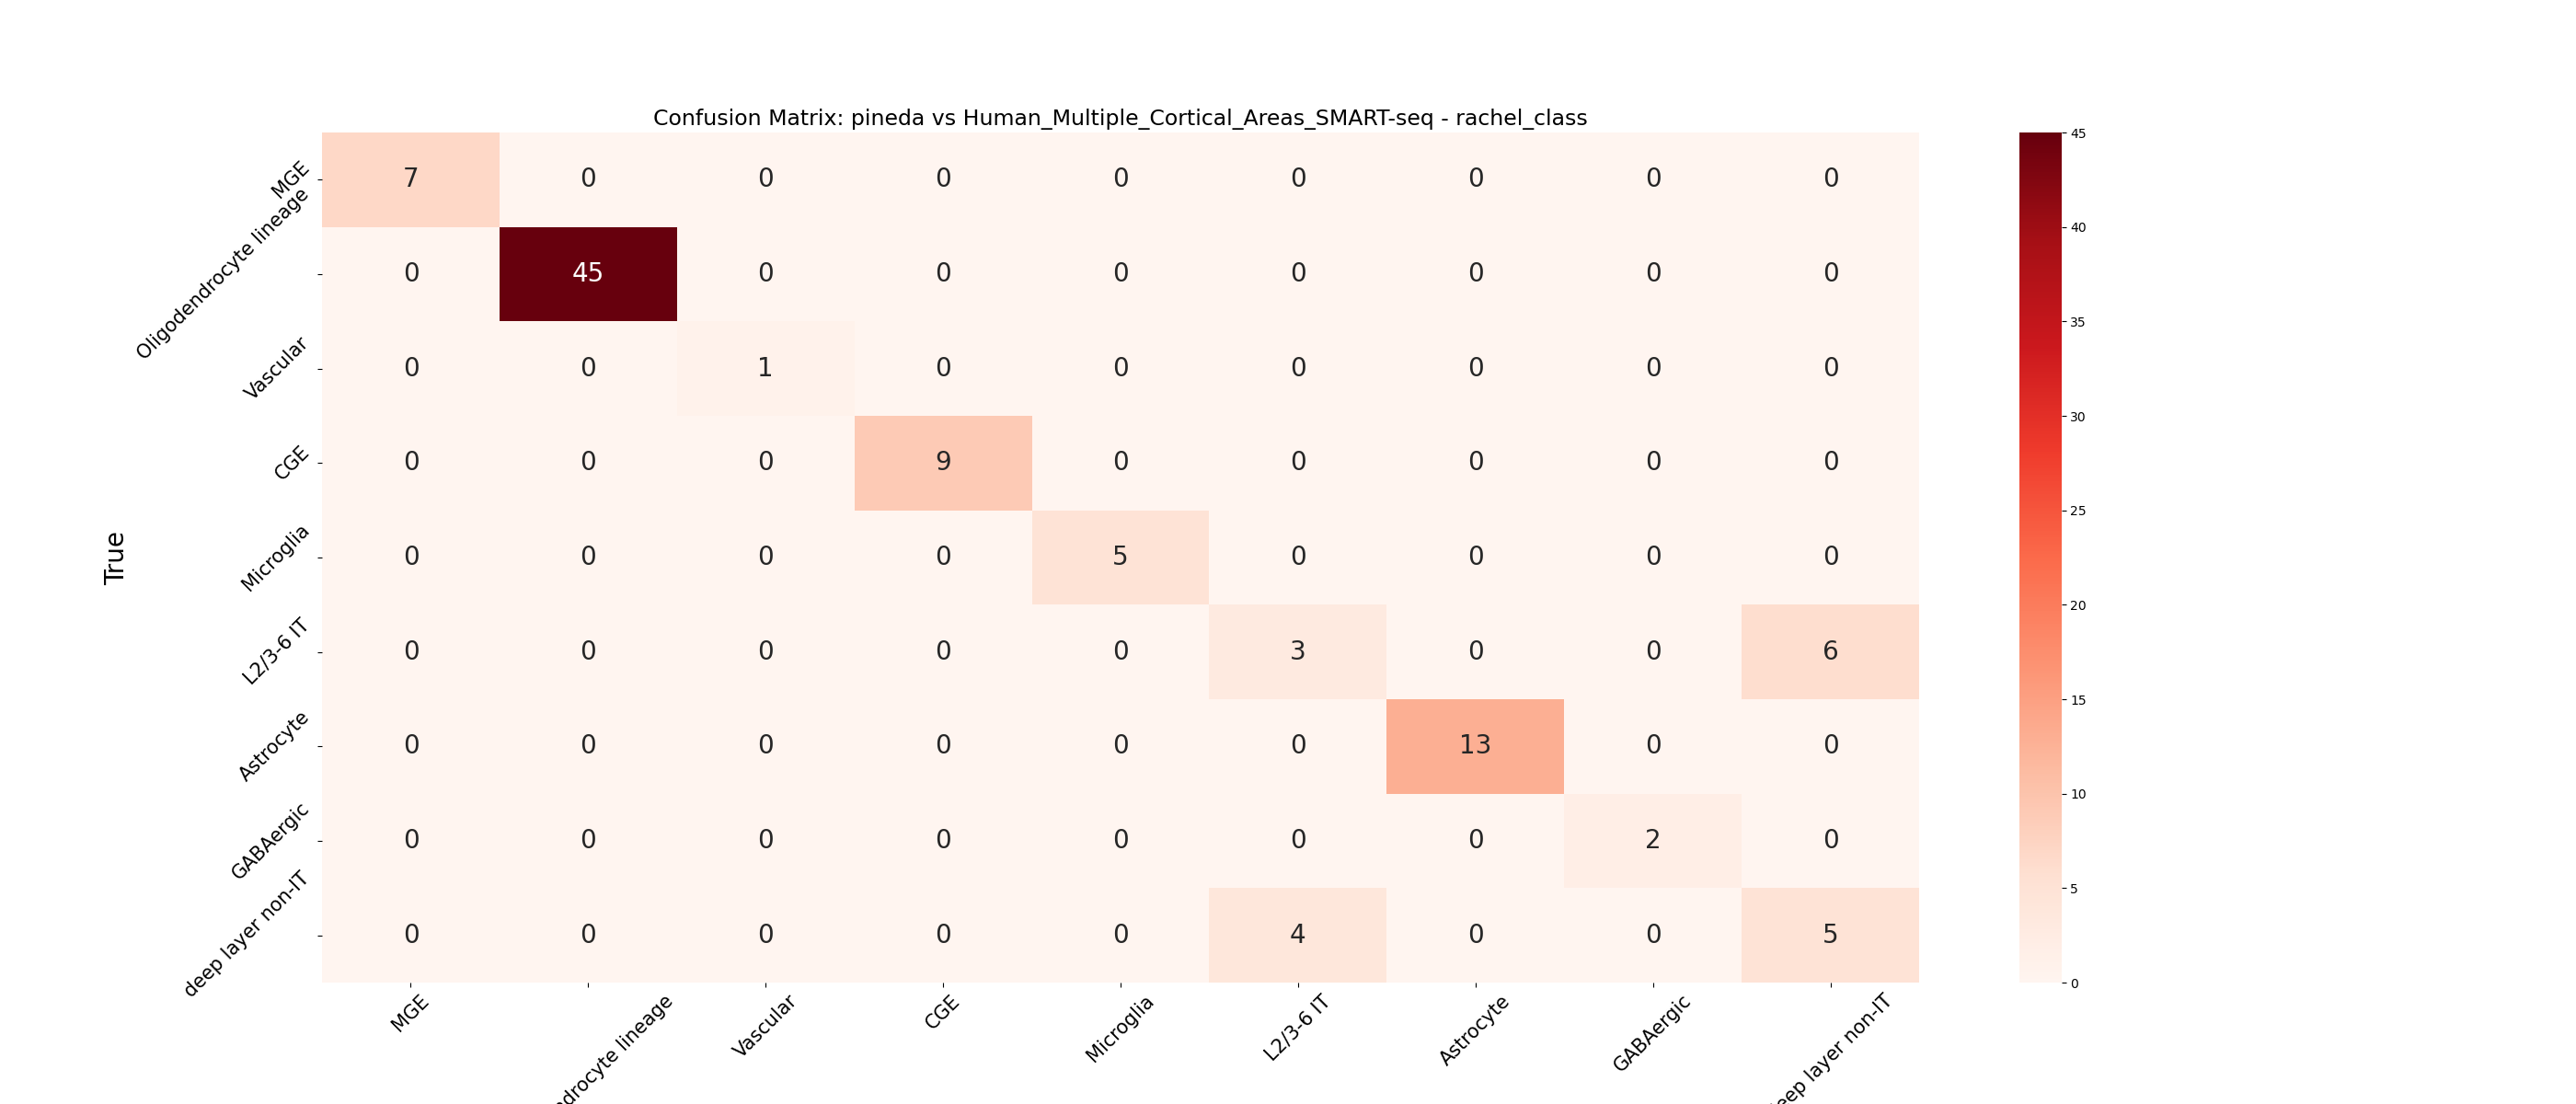 Confusion Matrix: pineda vs Human_Multiple_Cortical_Areas_SMART-seq - rachel_class
MGE 7 0 0 0 0 0 0 0 0
Oligodendrocyte lineage 0 45 0 0 0 0 0 0 0
Vascular 0 0 1 0 0 0 0 0 0
CGE 0 0 0 9 0 0 0 0 0
Microglia 0 0 0 0 5 0 0 0 0
L2/3-6 IT 0 0 0 0 0 3 0 0 6
Astrocyte 0 0 0 0 0 0 13 0 0
GABAergic 0 0 0 0 0 0 0 2 0
deep layer non-IT 0 0 0 0 0 4 0 0 5
True
MGE
lineage
Vascular
CGE
Microglia
L2/3-6 IT
Astrocyte
GABAergic
layer non-IT
45
40
35
30
25
20
15
10
5
0